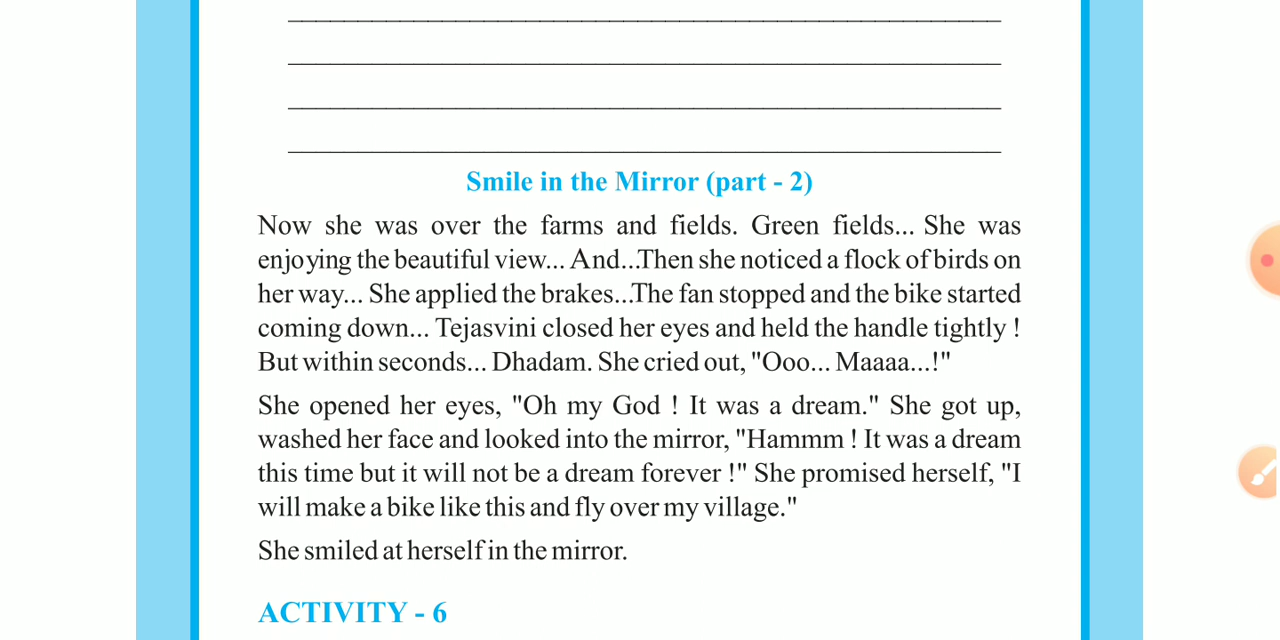 Smile in the Mirror (part - 2)
Now she was over the farms and fields. Green fields... She was
enjoying the beautiful view... And...Then she noticed a flock of birds on
her way... She applied the brakes...The fan stopped and the bike started
coming down... Tejasvini closed her eyes and held the handle tightly !
But within seconds... Dhadam. She cried out, "Ooo... Maaaa...!"
She opened her eyes, "Oh my God ! It was a dream." She got up,
washed her face and looked into the mirror, "Hammm ! It was a dream
this time but it will not be a dream forever !" She promised herself, "I
will make a bike like this and fly over my village."
She smiled at herself in the mirror.
ACTIVITY - 6